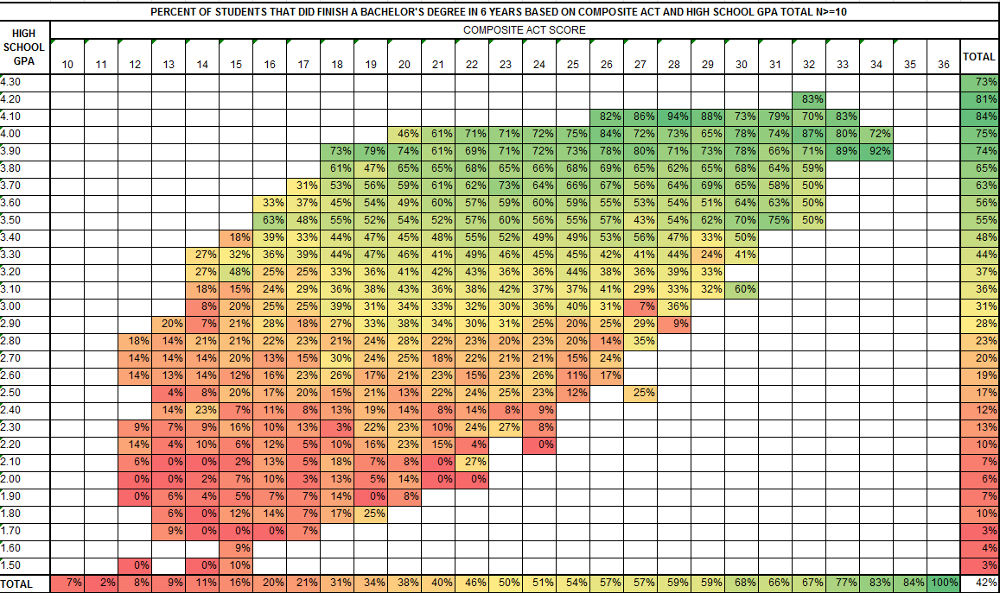 PERCENT OF STUDENTS THAT DID FINISH A BACHELOR'S DEGREE IN 6 YEARS BASED ON COMPOSITE ACT AND HIGH SCHOOL GPA TOTAL N>=10
HIGH SCHOOL GPA COMPOSITE ACT SCORE
10 11 12 13 14 15 16 17 18 19 20 21 22 23 24 25 26 27 28 29 30 31 32 33 34 35 36 TOTAL
4.30 73%
4.20 83% 81%
4.10 82% 86% 94% 88% 73% 79% 70% 83% 84%
4.00 46% 61% 71% 71% 72% 75% 84% 72% 73% 65% 78% 74% 87% 80% 72% 75%
3.90 73% 79% 74% 61% 69% 71% 72% 73% 78% 80% 71% 73% 78% 66% 71% 89% 92% 74%
3.80 61% 47% 65% 65% 68% 65% 66% 68% 69% 65% 62% 65% 68% 64% 59% 65%
3.70 31% 53% 56% 59% 61% 62% 73% 64% 66% 67% 56% 64% 69% 65% 58% 50% 63%
3.60 33% 37% 45% 54% 49% 60% 57% 59% 60% 59% 55% 53% 54% 51% 64% 63% 50% 56%
3.50 63% 48% 55% 52% 54% 52% 57% 60% 56% 55% 57% 43% 54% 62% 70% 75% 50% 55%
3.40 18% 39% 33% 44% 47% 45% 48% 55% 52% 49% 49% 53% 56% 47% 33% 50% 48%
3.30 27% 32% 36% 39% 44% 47% 46% 41% 49% 46% 45% 45% 42% 41% 44% 24% 41% 44%
3.20 27% 48% 25% 25% 33% 36% 41% 42% 43% 36% 36% 44% 38% 36% 39% 33% 37%
3.10 18% 15% 24% 29% 36% 38% 43% 36% 38% 42% 37% 37% 41% 29% 33% 32% 60% 36%
3.00 8% 20% 25% 25% 39% 31% 34% 33% 32% 30% 36% 40% 31% 7% 36% 31%
2.90 20% 7% 21% 28% 18% 27% 33% 38% 34% 30% 31% 25% 20% 25% 29% 9% 28%
2.80 18% 14% 21% 21% 22% 23% 21% 24% 28% 22% 23% 20% 23% 20% 14% 35% 23%
2.70 14% 14% 14% 20% 13% 15% 30% 24% 25% 18% 22% 21% 21% 15% 24% 20%
2.60 14% 13% 14% 12% 16% 23% 26% 17% 21% 23% 15% 23% 26% 11% 17% 19%
2.50 4% 8% 20% 17% 20% 15% 21% 13% 22% 24% 25% 23% 12% 25% 17%
2.40 14% 23% 7% 11% 8% 13% 19% 14% 8% 14% 8% 9% 12%
2.30 9% 7% 9% 16% 10% 13% 3% 22% 23% 10% 24% 27% 8% 13%
2.20 14% 4% 10% 6% 12% 5% 10% 16% 23% 15% 4% 0% 10%
2.10 6% 0% 0% 2% 13% 5% 18% 7% 8% 0% 27% 7%
2.00 0% 0% 2% 7% 10% 3% 13% 5% 14% 0% 0% 6%
1.90 0% 6% 4% 5% 7% 7% 14% 0% 8% 7%
1.80 6% 0% 12% 14% 7% 17% 25% 10%
1.70 9% 0% 0% 0% 7% 3%
1.60 9% 4%
1.50 0% 0% 10% 3%
TOTAL 7% 2% 8% 9% 11% 16% 20% 21% 31% 34% 38% 40% 46% 50% 51% 54% 57% 57% 59% 59% 68% 66% 67% 77% 83% 84% 100% 42%